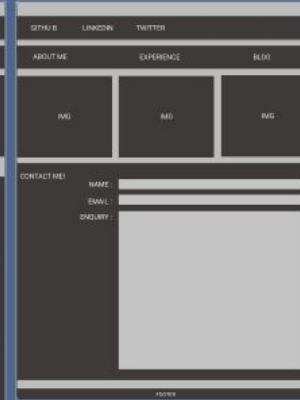 GITHUB LINKEDIN TWITTER
ABOUT ME EXPERIENCE BLOG
IMG IMG IMG
CONTACT ME!
NAME :
EMAIL :
ENQUIRY :
FOOTER